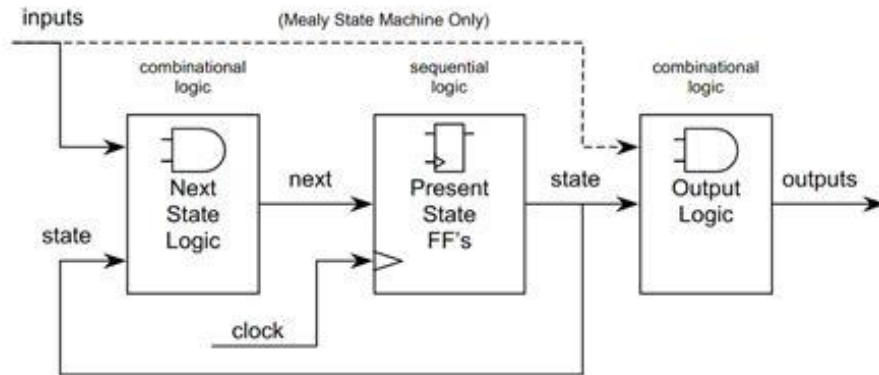 inputs
(Mealy State Machine Only)
combinational
logic
sequential
logic
combinational
logic
Next
State
Logic
next
Present
State
FF's
state
Output
Logic
outputs
state
clock